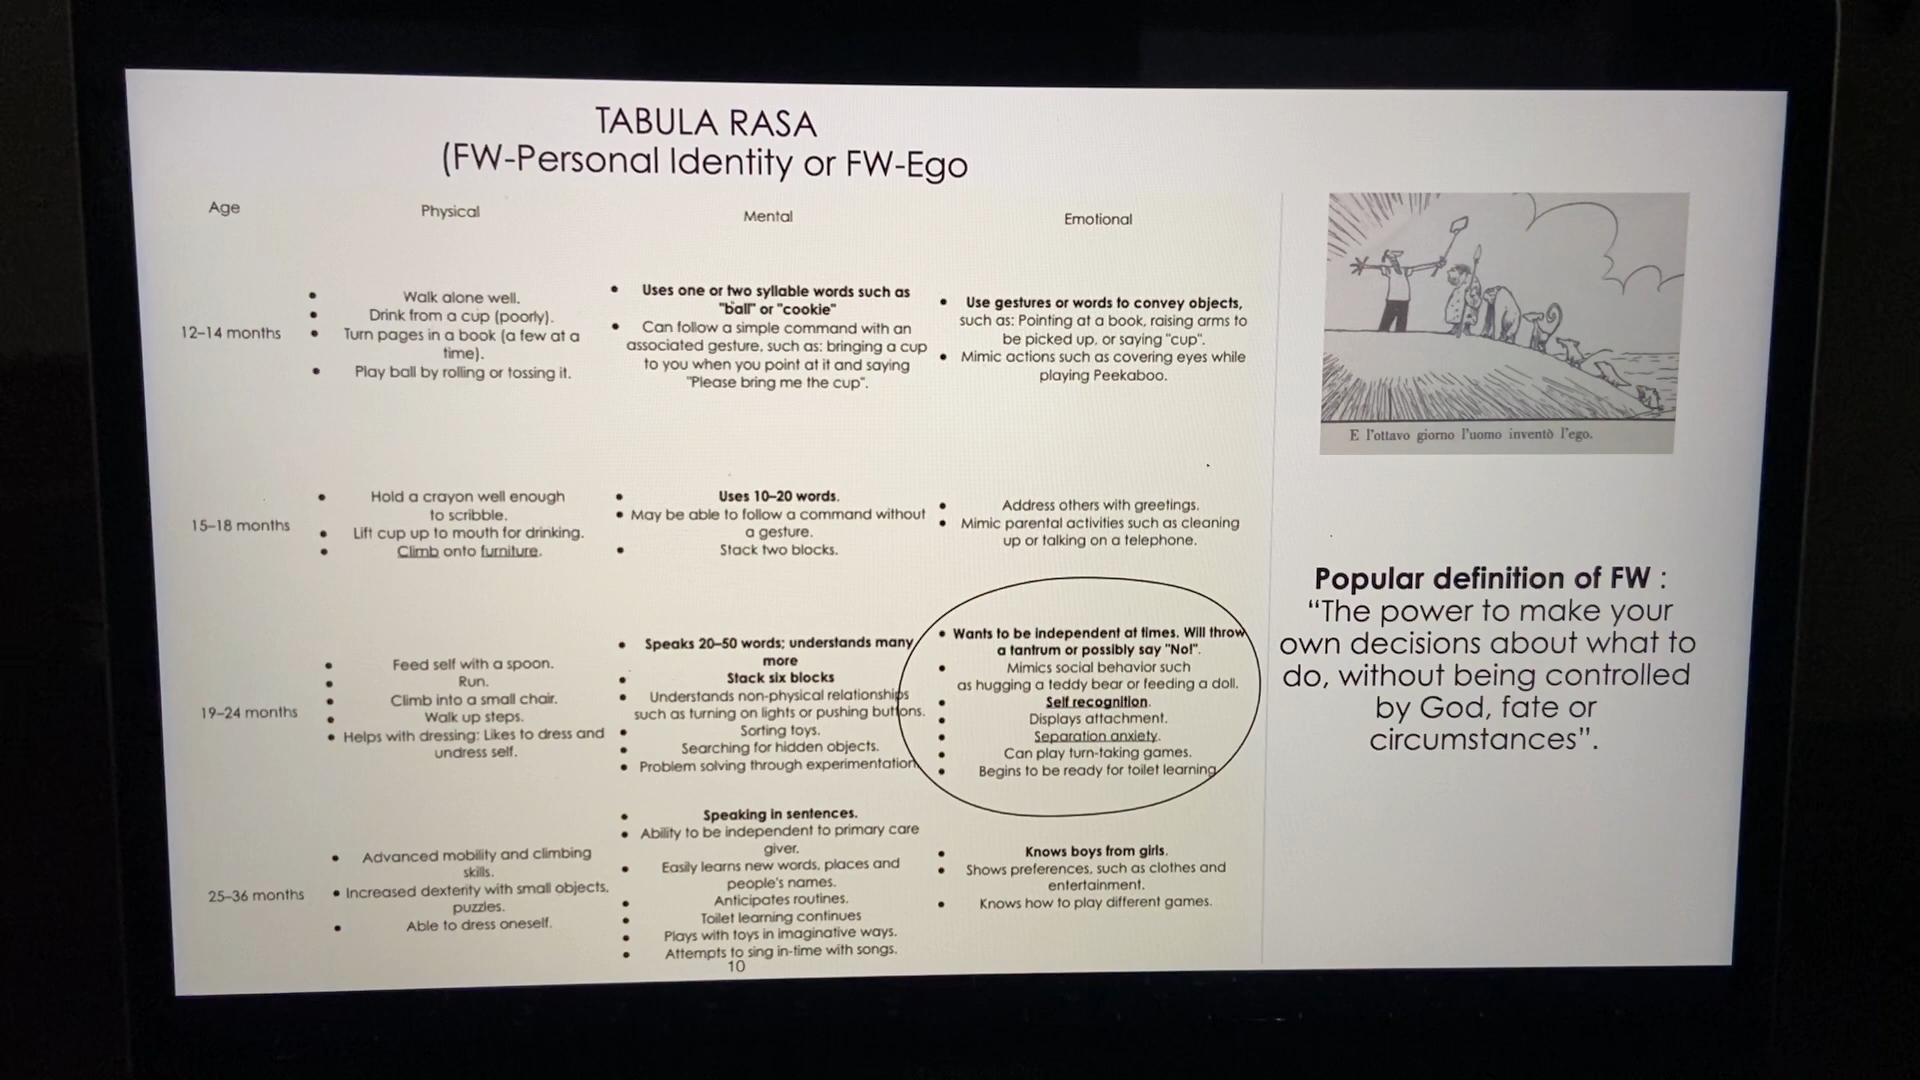 TABULA RASA
(FW-Personal Identity or FW-Ego
Age
Physical
Mental
Emotional
12–14 months
• Walk alone well.
• Drink from a cup (poorly).
• Turn pages in a book (a few at a
time).
• Play ball by rolling or tossing it.
• Uses one or two syllable words such as
"ball" or "cookie"
• Can follow a simple command with an
associated gesture, such as: bringing a cup
to you when you point at it and saying
"Please bring me the cup".
• Use gestures or words to convey objects,
such as: Pointing at a book, raising arms to
be picked up, or saying "cup".
• Mimic actions such as covering eyes while
playing Peekaboo.
15–18 months
• Hold a crayon well enough
to scribble.
• Lift cup up to mouth for drinking.
• Climb onto furniture.
• Uses 10–20 words.
• May be able to follow a command without
a gesture.
• Stack two blocks.
• Address others with greetings.
• Mimic parental activities such as cleaning
up or talking on a telephone.
19–24 months
• Feed self with a spoon.
• Run.
• Climb into a small chair.
• Walk up steps.
• Helps with dressing: Likes to dress and
undress self.
• Speaks 20–50 words; understands many
more
• Stack six blocks
• Understands non-physical relationships
such as turning on lights or pushing buttons.
• Sorting toys.
• Searching for hidden objects.
• Problem solving through experimentation
• Wants to be independent at times. Will throw
a tantrum or possibly say "No!".
• Mimics social behavior such
as hugging a teddy bear or feeding a doll.
• Self recognition.
• Displays attachment.
• Separation anxiety.
• Can play turn-taking games.
• Begins to be ready for toilet learning
25–36 months
• Advanced mobility and climbing
skills.
• Increased dexterity with small objects,
puzzles.
• Able to dress oneself.
• Speaking in sentences.
• Ability to be independent to primary care
giver.
• Easily learns new words, places and
people's names.
• Anticipates routines.
• Toilet learning continues
• Plays with toys in imaginative ways.
• Attempts to sing in-time with songs.
• Knows boys from girls.
• Shows preferences, such as clothes and
entertainment.
• Knows how to play different games.
10
E l'ottavo giorno l'uomo inventò l'ego.
Popular definition of FW :
“The power to make your
own decisions about what to
do, without being controlled
by God, fate or
circumstances”.